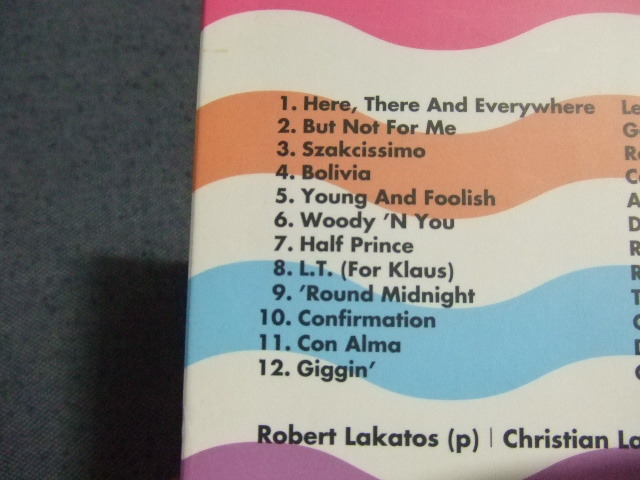 1. Here, There And Everywhere Le
2. But Not For Me G
3. Szakcissimo R
4. Bolivia C
5. Young And Foolish A
6. Woody ’N You D
7. Half Prince R
8. L.T. (For Klaus) R
9. ’Round Midnight T
10. Confirmation
11. Con Alma
12. Giggin’
Robert Lakatos (p) | Christian La